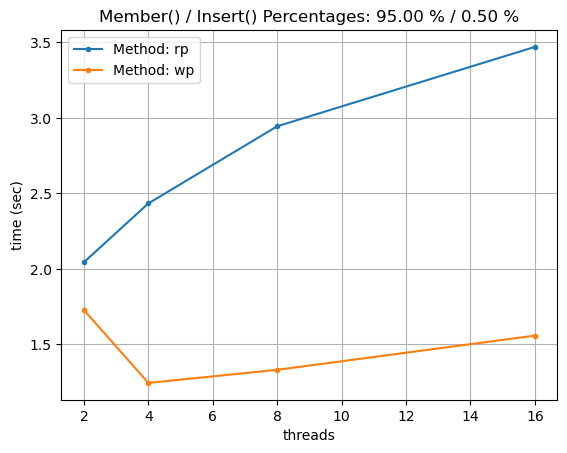 Member() / Insert() Percentages: 95.00 % / 0.50 %
Method: rp
Method: wp
3.5
3.0
2.5
2.0
1.5
time (sec)
2 4 6 8 10 12 14 16
threads